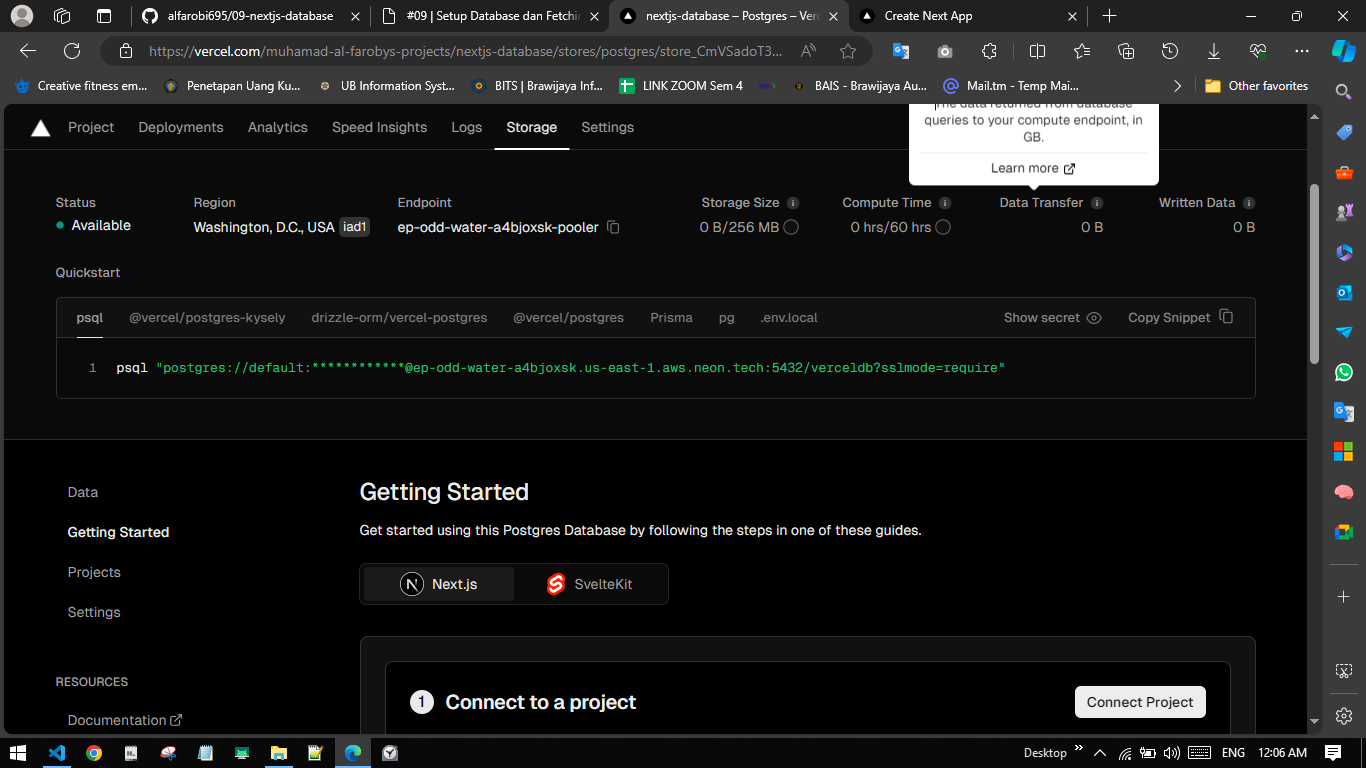 alfarobi695/09-nextjs-database
#09 | Setup Database dan Fetchin
nextjs-database – Postgres – Verc
Create Next App
https://vercel.com/muhamad-al-farobys-projects/nextjs-database/stores/postgres/store_CmVSadoT3...
Creative fitness em...
Penetapan Uang Ku...
UB Information Syst...
BITS | Brawijaya Inf...
LINK ZOOM Sem 4
BAIS - Brawijaya Au...
Mail.tm - Temp Mai...
Other favorites
Project
Deployments
Analytics
Speed Insights
Logs
Storage
Settings
The data returned from database
queries to your compute endpoint, in
GB.
Learn more
Status
Region
Endpoint
Storage Size
Compute Time
Data Transfer
Written Data
Available
Washington, D.C., USA iad1
ep-odd-water-a4bjoxsk-pooler
0 B/256 MB
0 hrs/60 hrs
0 B
0 B
Quickstart
psql
@vercel/postgres-kysely
drizzle-orm/vercel-postgres
@vercel/postgres
Prisma
pg
.env.local
Show secret
Copy Snippet
1 psql "postgres://default:************@ep-odd-water-a4bjoxsk.us-east-1.aws.neon.tech:5432/verceldb?sslmode=require"
Data
Getting Started
Projects
Settings
RESOURCES
Documentation
Getting Started
Get started using this Postgres Database by following the steps in one of these guides.
N Next.js
SvelteKit
1 Connect to a project
Connect Project
Desktop
ENG
12:06 AM